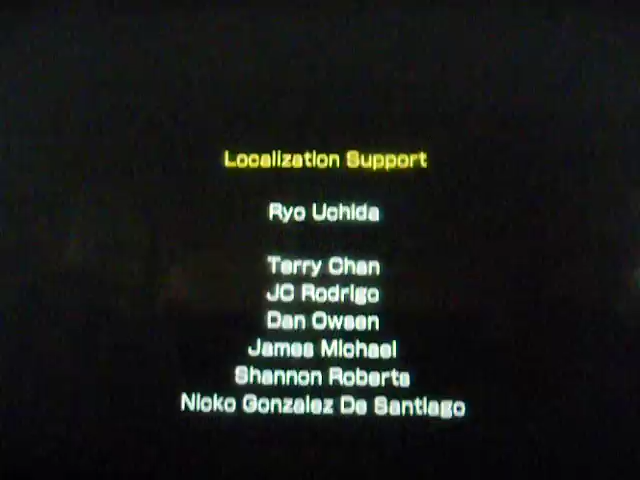 Localization Support
Ryo Uchida
Terry Chan
JC Rodrigo
Dan Owsen
James Michael
Shannon Roberts
Nicko Gonzalez De Santiago